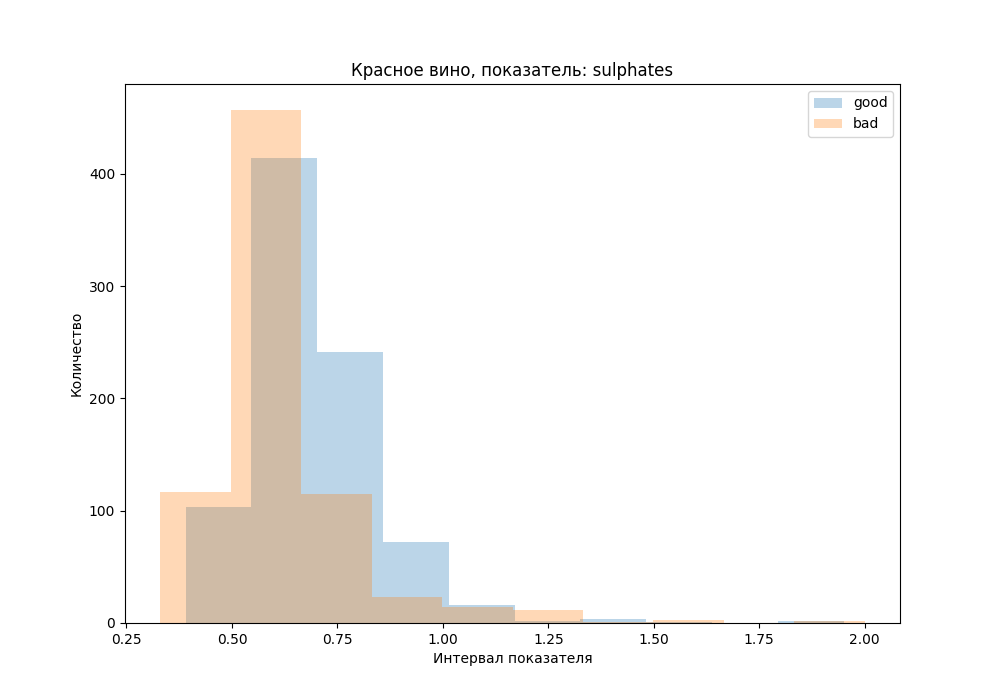 Красное вино, показатель: sulphates
good
bad
Количество
400
300
200
100
0
0.25 0.50 0.75 1.00 1.25 1.50 1.75 2.00
Интервал показателя